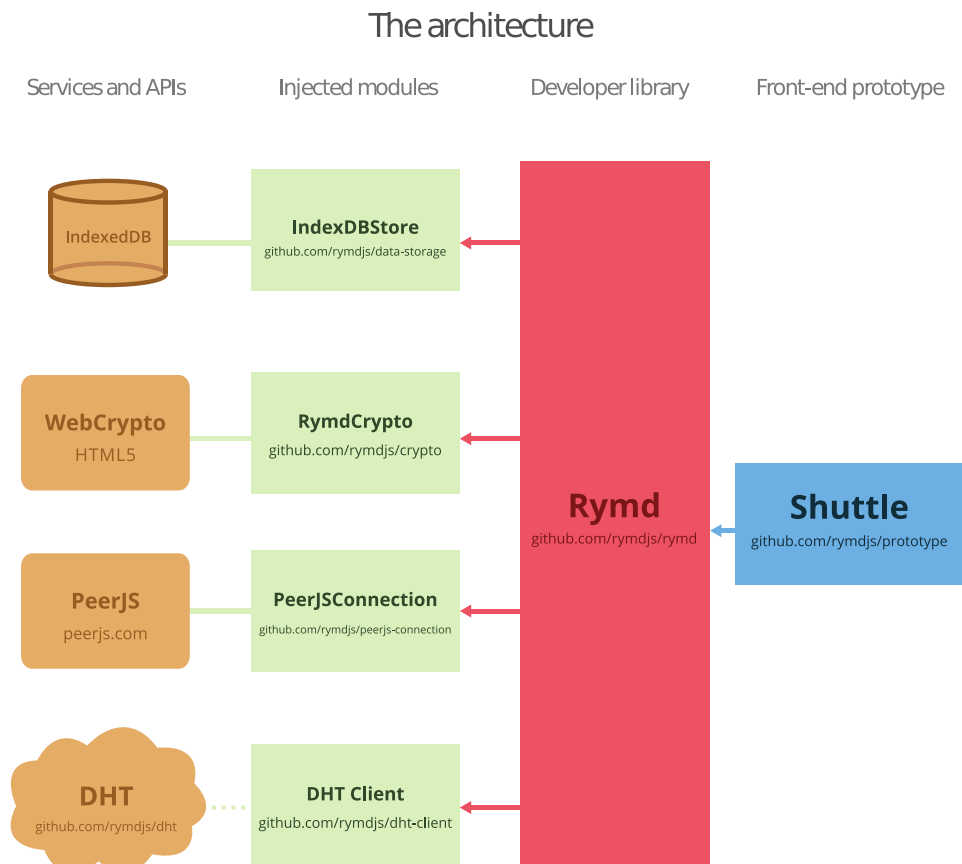 The architecture
Services and APIs
Injected modules
Developer library
Front-end prototype
IndexedDB
IndexDBStore
github.com/rymdjs/data-storage
WebCrypto
HTML5
RymdCrypto
github.com/rymdjs/crypto
Rymd
github.com/rymdjs/rymd
Shuttle
github.com/rymdjs/prototype
PeerJS
peerjs.com
PeerJSConnection
github.com/rymdjs/peerjs-connection
DHT
github.com/rymdjs/dht
DHT Client
github.com/rymdjs/dht-client